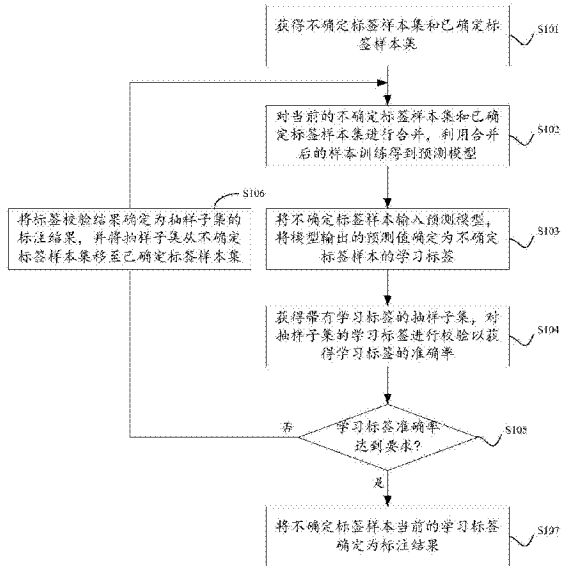 获得不确定标签样本集和已确定标
签样本集
S101
对当前的不确定标签样本集和已确
定标签样本集进行合并，利用合并
后的样本训练得到预测模型
S102
S106
将标签校验结果确定为抽样子集的
标注结果，并将抽样子集从不确定
标签样本集移至已确定标签样本集
将不确定标签样本输入预测模型，
将模型输出的预测值确定为不确定
标签样本的学习标签
S103
获得带有学习标签的抽样子集，对
抽样子集的学习标签进行校验以获
得学习标签的准确率
S104
否
学习标签准确率
达到要求？
S105
是
将不确定标签样本当前的学习标签
确定为标注结果
S107